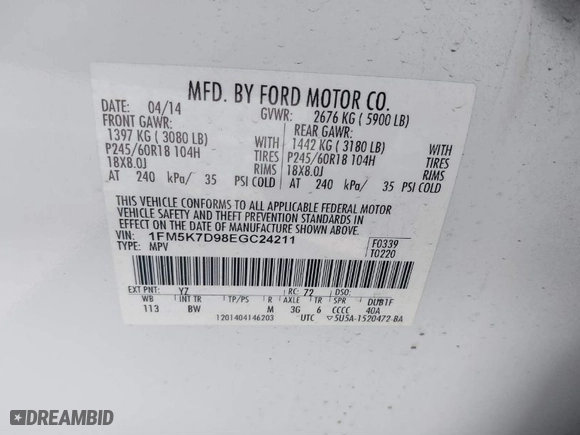 MFD. BY FORD MOTOR CO.
DATE: 04/14 GVWR: 2676 KG ( 5900 LB)
FRONT GAWR: REAR GAWR:
1397 KG ( 3080 LB) WITH 1442 KG ( 3180 LB) WITH
P245/60R18 104H TIRES P245/60R18 104H TIRES
18X8.0J RIMS 18X8.0J RIMS
AT 240 kPa/ 35 PSI COLD AT 240 kPa/ 35 PSI COLD
THIS VEHICLE CONFORMS TO ALL APPLICABLE FEDERAL MOTOR
VEHICLE SAFETY AND THEFT PREVENTION STANDARDS IN
EFFECT ON THE DATE OF MANUFACTURE SHOWN ABOVE.
VIN: 1FM5K7D98EGC24211 F0339
TYPE: MPV T0220
EXT PNT: YZ RC: 72 DSO:
WB INT TR TP/PS R AXLE TR SPR DUB1F
113 BW M 3G 6 CCCC 40A
1201404146203 UTC ▽5U5A-1520472-BA
DREAMBID